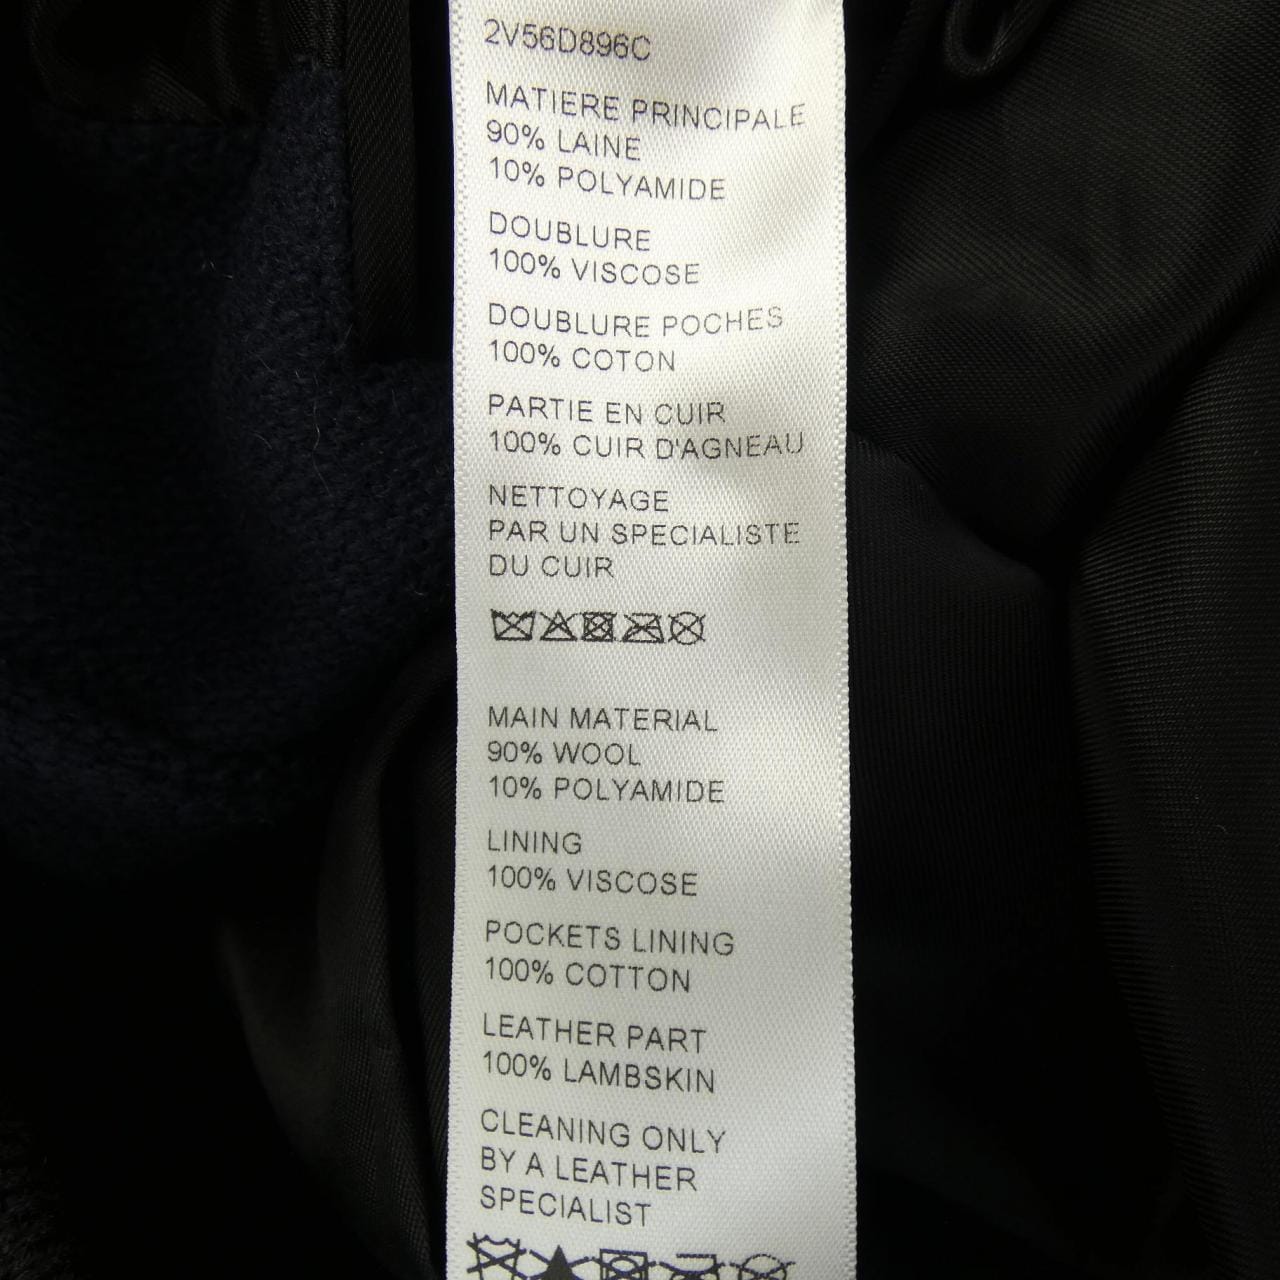 2V56D896C
MATIERE PRINCIPALE
90% LAINE
10% POLYAMIDE
DOUBLURE
100% VISCOSE
DOUBLURE POCHES
100% COTON
PARTIE EN CUIR
100% CUIR D'AGNEAU
NETTOYAGE
PAR UN SPECIALISTE
DU CUIR
MAIN MATERIAL
90% WOOL
10% POLYAMIDE
LINING
100% VISCOSE
POCKETS LINING
100% COTTON
LEATHER PART
100% LAMBSKIN
CLEANING ONLY
BY A LEATHER
SPECIALIST